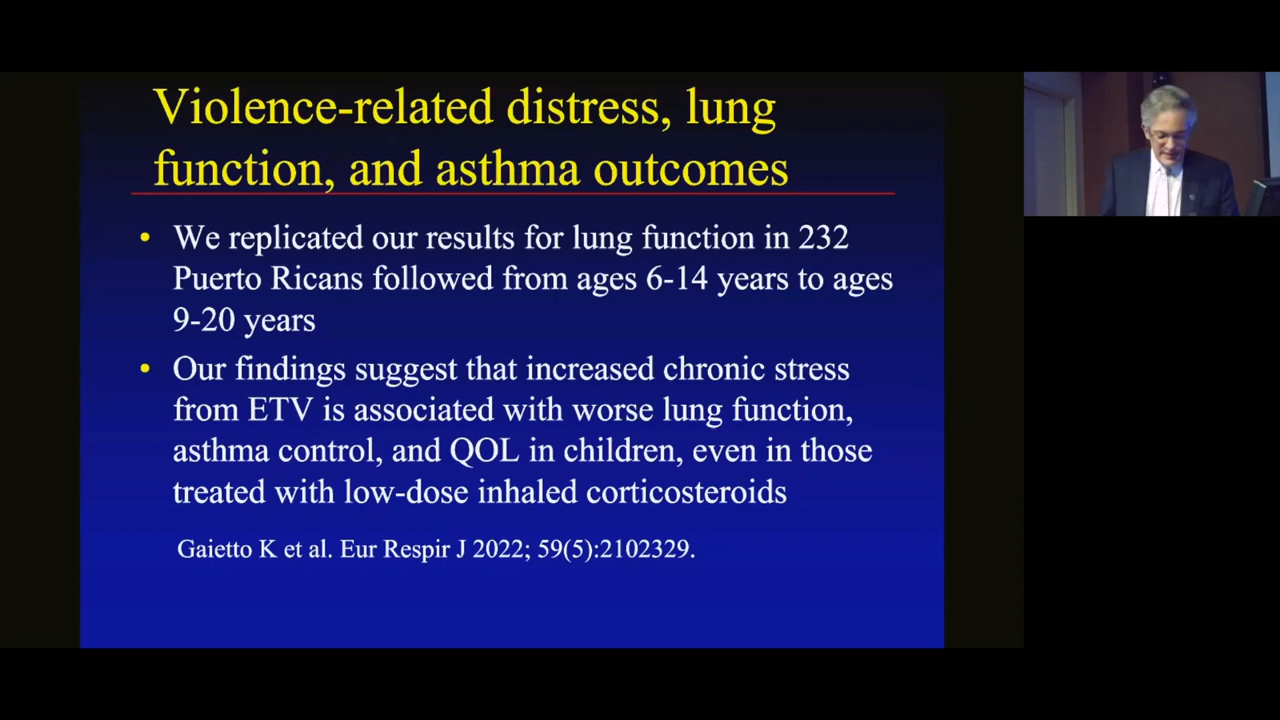 Violence-related distress, lung
function, and asthma outcomes
• We replicated our results for lung function in 232
Puerto Ricans followed from ages 6-14 years to ages
9-20 years
• Our findings suggest that increased chronic stress
from ETV is associated with worse lung function,
asthma control, and QOL in children, even in those
treated with low-dose inhaled corticosteroids
Gaietto K et al. Eur Respir J 2022; 59(5):2102329.